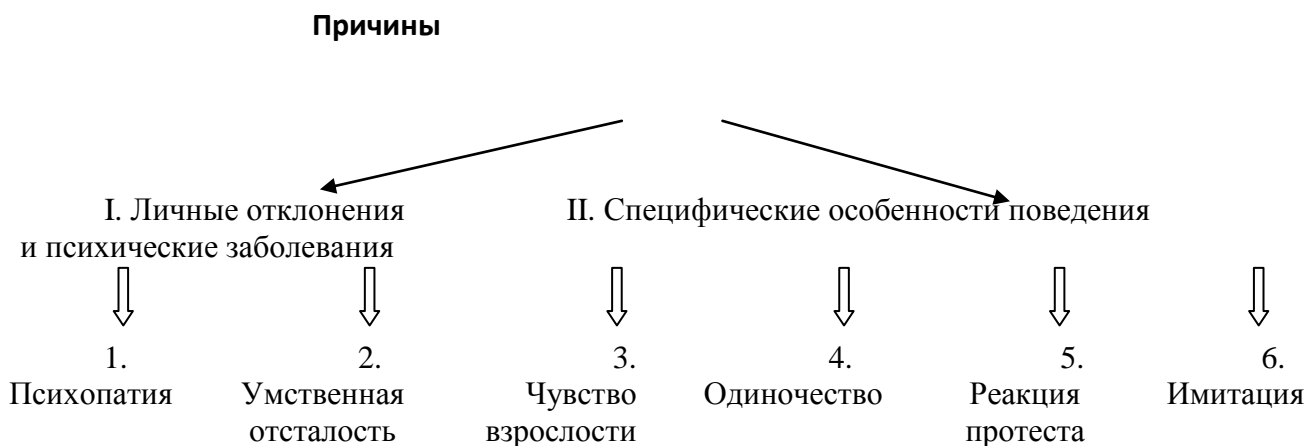 Причины
I. Личные отклонения II. Специфические особенности поведения
и психические заболевания
1. 2. 3. 4. 5. 6.
Психопатия Умственная Чувство Одиночество Реакция Имитация
отсталость взрослости протеста